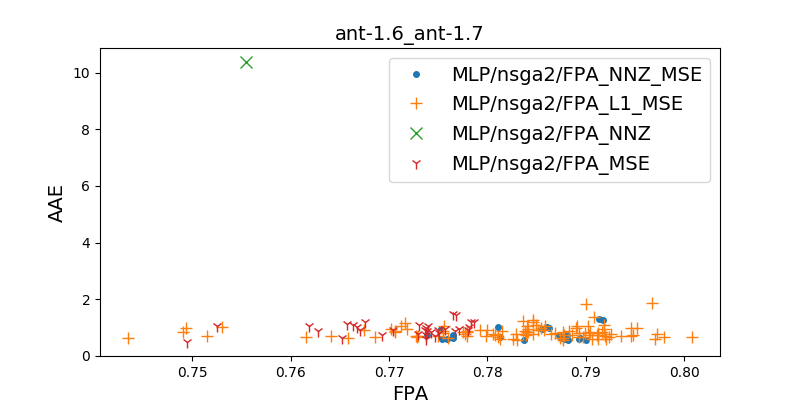 ant-1.6_ant-1.7
MLP/nsga2/FPA_NNZ_MSE
MLP/nsga2/FPA_L1_MSE
MLP/nsga2/FPA_NNZ
MLP/nsga2/FPA_MSE
AAE
10
8
6
4
2
0
0.75 0.76 0.77 0.78 0.79 0.80
FPA